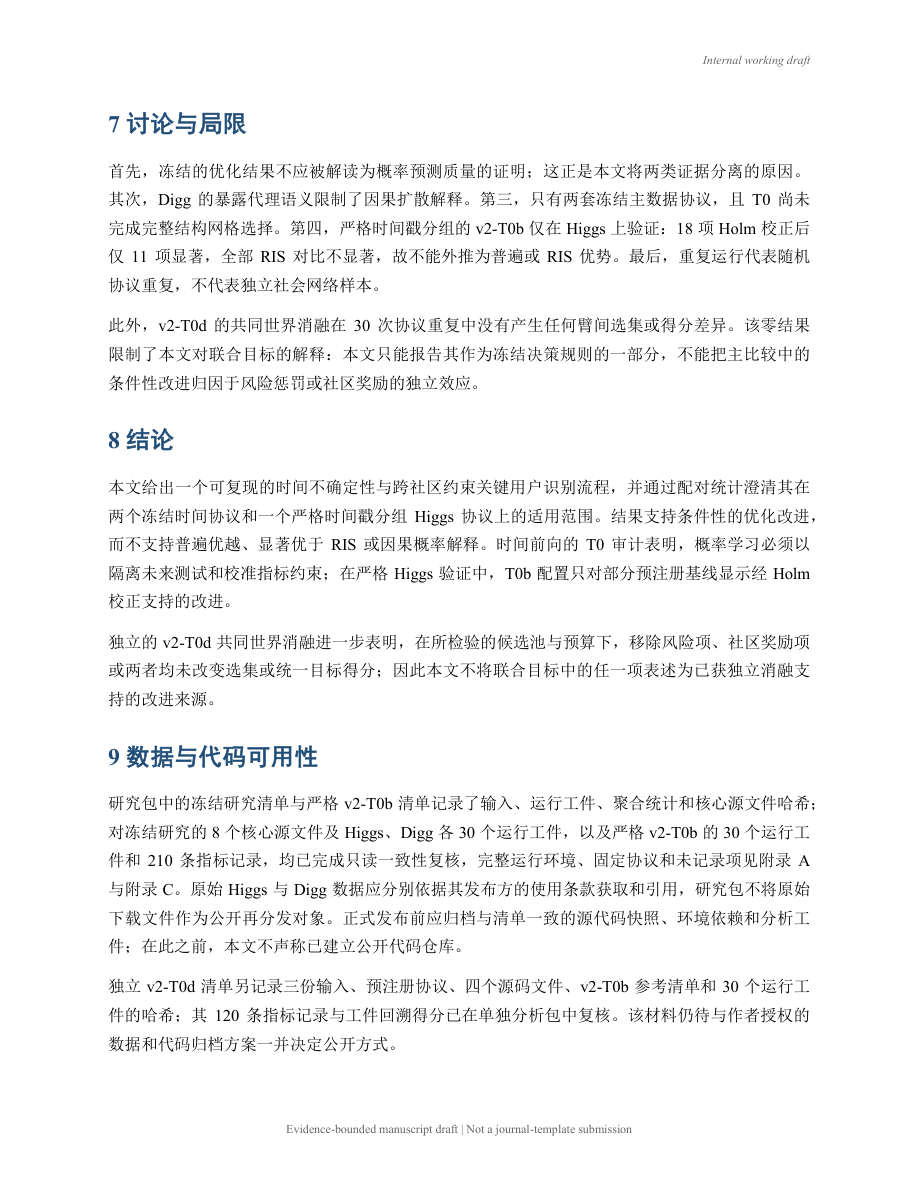 Internal working draft
7 讨论与局限
首先，冻结的优化结果不应被解读为概率预测质量的证明；这正是本文将两类证据分离的原因。
其次，Digg 的暴露代理语义限制了因果扩散解释。第三，只有两套冻结主数据协议，且 T0 尚未
完成完整结构网格选择。第四，严格时间戳分组的 v2-T0b 仅在 Higgs 上验证：18 项 Holm 校正后
仅 11 项显著，全部 RIS 对比不显著，故不能外推为普遍或 RIS 优势。最后，重复运行代表随机
协议重复，不代表独立社会网络样本。
此外，v2-T0d 的共同世界消融在 30 次协议重复中没有产生任何臂间选集或得分差异。该零结果
限制了本文对联合目标的解释：本文只能报告其作为冻结决策规则的一部分，不能把主比较中的
条件性改进归因于风险惩罚或社区奖励的独立效应。
8 结论
本文给出一个可复现的时间不确定性与跨社区约束关键用户识别流程，并通过配对统计澄清其在
两个冻结时间协议和一个严格时间戳分组 Higgs 协议上的适用范围。结果支持条件性的优化改进，
而不支持普遍优越、显著优于 RIS 或因果概率解释。时间前向的 T0 审计表明，概率学习必须以
隔离未来测试和校准指标约束；在严格 Higgs 验证中，T0b 配置只对部分预注册基线显示经 Holm
校正支持的改进。
独立的 v2-T0d 共同世界消融进一步表明，在所检验的候选池与预算下，移除风险项、社区奖励项
或两者均未改变选集或统一目标得分；因此本文不将联合目标中的任一项表述为已获独立消融支
持的改进来源。
9 数据与代码可用性
研究包中的冻结研究清单与严格 v2-T0b 清单记录了输入、运行工件、聚合统计和核心源文件哈希；
对冻结研究的 8 个核心源文件及 Higgs、Digg 各 30 个运行工件，以及严格 v2-T0b 的 30 个运行工
件和 210 条指标记录，均已完成只读一致性复核，完整运行环境、固定协议和未记录项见附录 A
与附录 C。原始 Higgs 与 Digg 数据应分别依据其发布方的使用条款获取和引用，研究包不将原始
下载文件作为公开再分发对象。正式发布前应归档与清单一致的源代码快照、环境依赖和分析工
件；在此之前，本文不声称已建立公开代码仓库。
独立 v2-T0d 清单另记录三份输入、预注册协议、四个源码文件、v2-T0b 参考清单和 30 个运行工
件的哈希；其 120 条指标记录与工件回溯得分已在单独分析包中复核。该材料仍待与作者授权的
数据和代码归档方案一并决定公开方式。
Evidence-bounded manuscript draft | Not a journal-template submission